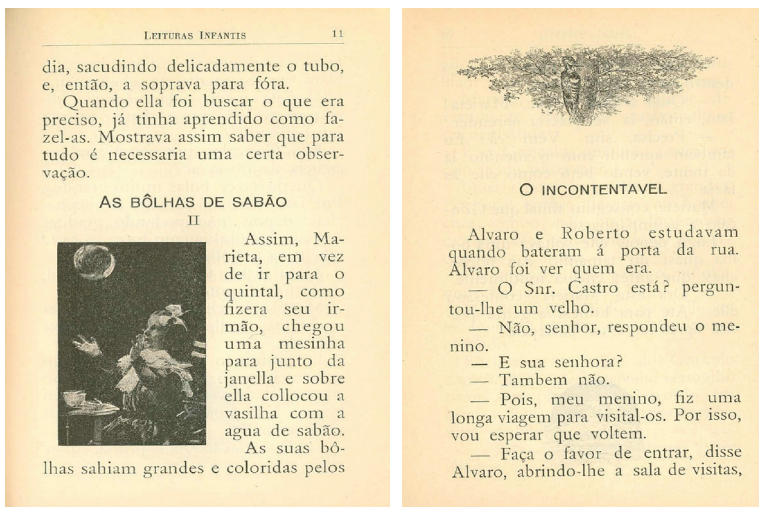 LEITURAS INFANTIS 11
dia, sacudindo delicadamente o tubo,
e, então, a soprava para fóra.
Quando ella foi buscar o que era
preciso, já tinha aprendido como fa-
zel-as. Mostrava assim saber que para
tudo é necessaria uma certa obser-
vação.
AS BÔLHAS DE SABÃO
II
Assim, Ma-
rieta, em vez
de ir para o
quintal, como
fizera seu ir-
mão, chegou
uma mesinha
para junto da
janella e sobre
ella collocou a
vasilha com a
agua de sabão.
As suas bô-
lhas sahiam grandes e coloridas pelos
O INCONTENTAVEL
Alvaro e Roberto estudavam
quando bateram á porta da rua.
Álvaro foi ver quem era.
— O Snr. Castro está? pergun-
tou-lhe um velho.
— Não, senhor, respondeu o me-
nino.
— E sua senhora?
— Tambem não.
— Pois, meu menino, fiz uma
longa viagem para visital-os. Por isso,
vou esperar que voltem.
— Faça o favor de entrar, disse
Alvaro, abrindo-lhe a sala de visitas,